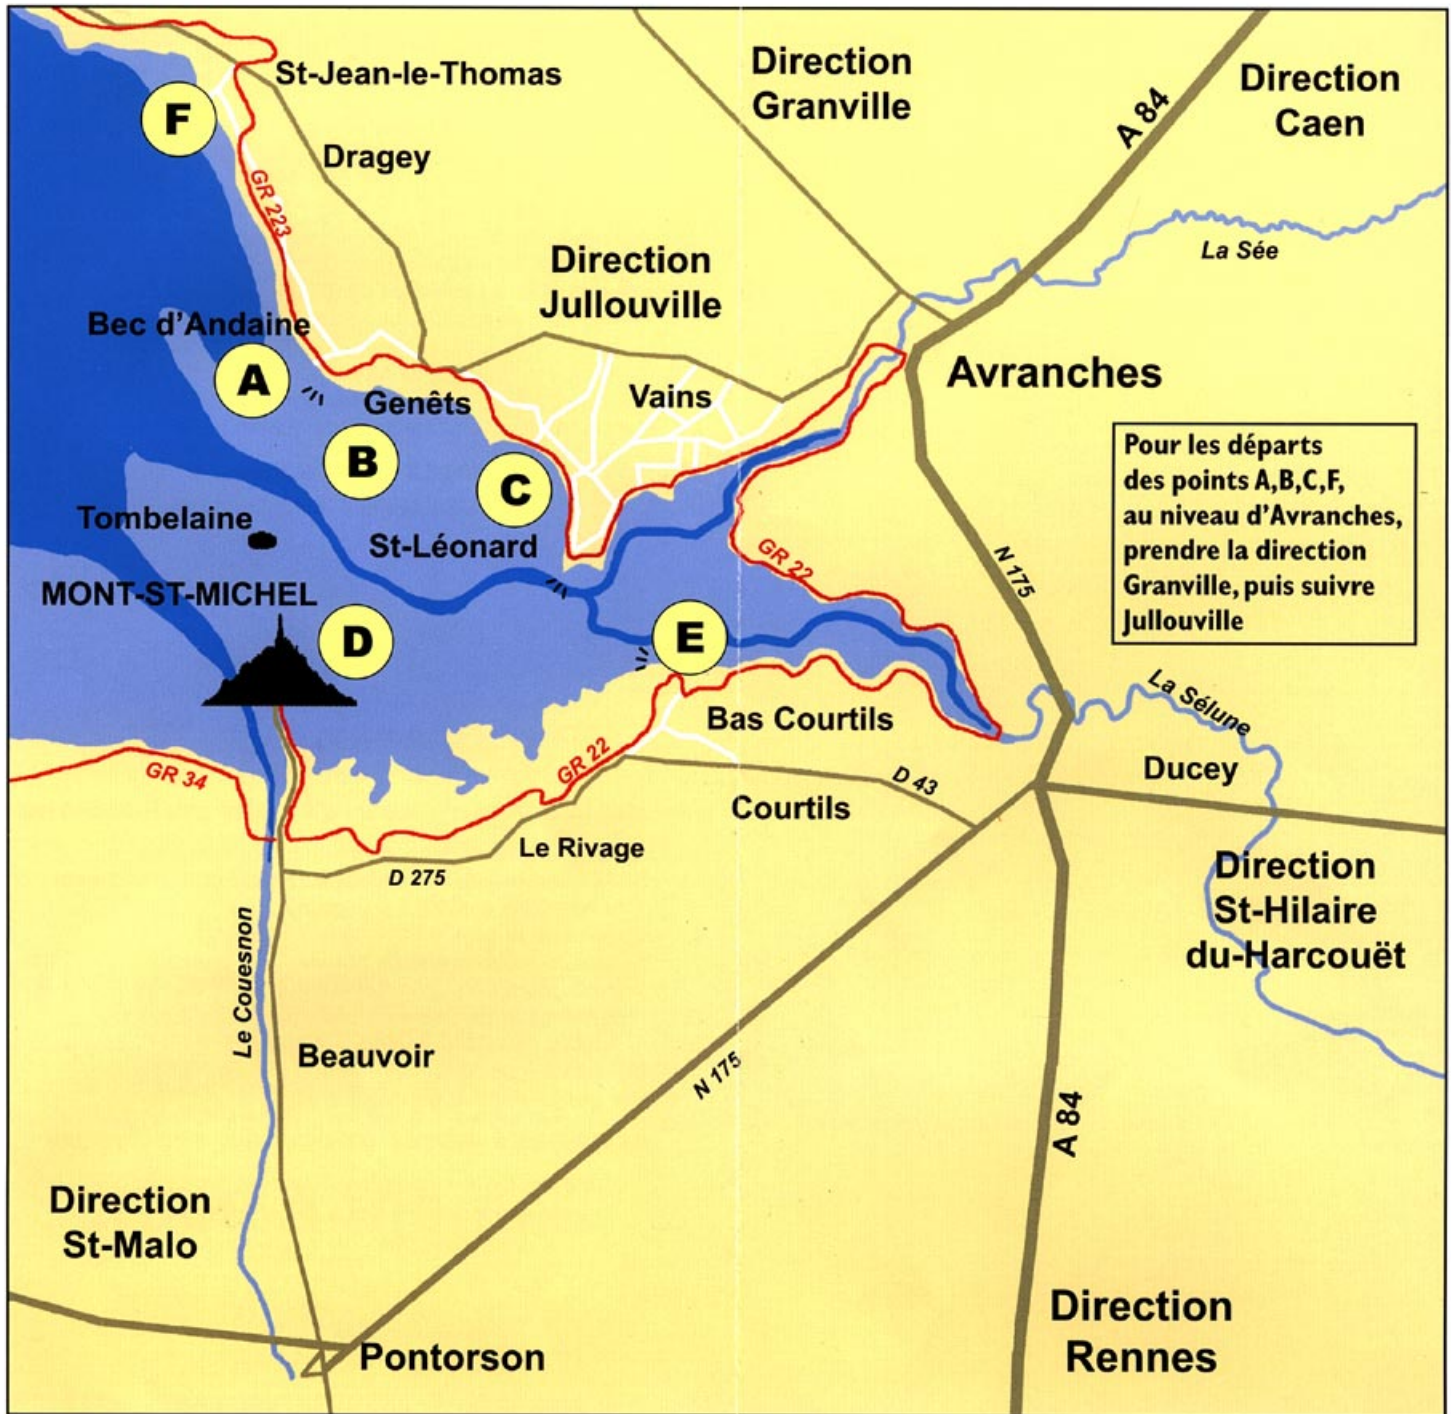 Direction
Granville
Direction
Caen
A 84
St-Jean-le-Thomas
F
Dragey
GR 223
La Sée
Direction
Jullouville
Bec d'Andaine
A
Genêts
Vains
Avranches
B
C
Pour les départs
des points A,B,C,F,
au niveau d'Avranches,
prendre la direction
Granville, puis suivre
Jullouville
Tombelaine
St-Léonard
GR 22
N 175
MONT-ST-MICHEL
D
E
La Sélune
Bas Courtils
GR 34
GR 22
Ducey
D 43
Courtils
Le Rivage
D 275
Direction
St-Hilaire
du-Harcouët
Le Couesnon
Beauvoir
N 175
A 84
Direction
St-Malo
Direction
Rennes
Pontorson